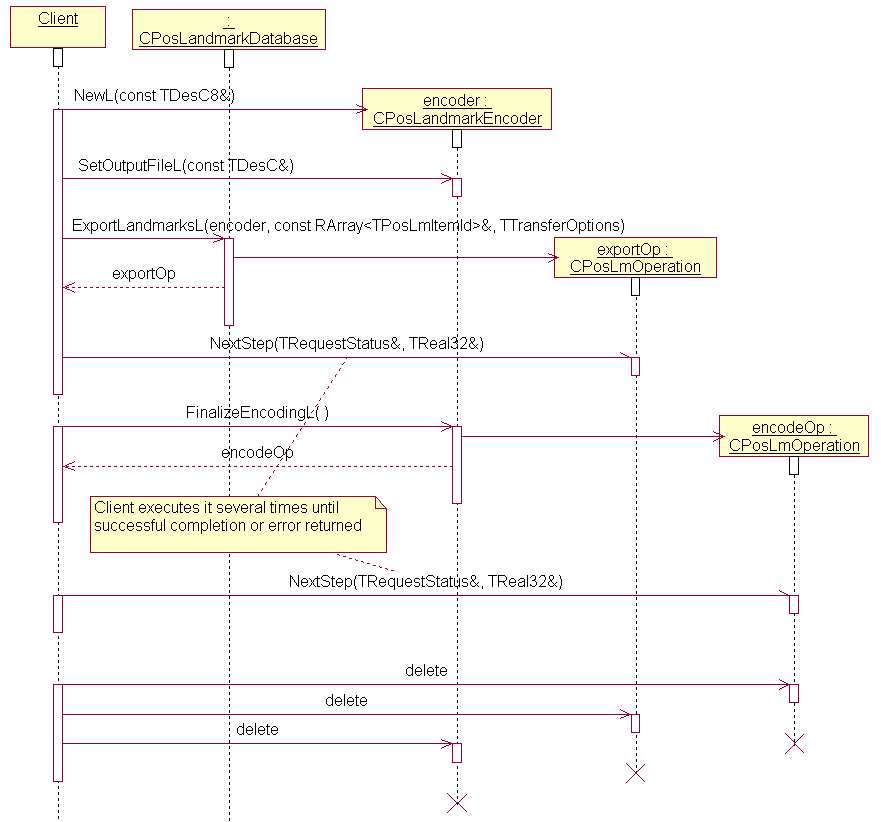 Client
:
CPosLandmarkDatabase
NewL(const TDesC8&)
encoder :
CPosLandmarkEncoder
SetOutputFileL(const TDesC&)
ExportLandmarksL(encoder, const RArray<TPosLmItemId>&, TTransferOptions)
exportOp :
CPosLmOperation
exportOp
NextStep(TRequestStatus&, TReal32&)
FinalizeEncodingL( )
encodeOp :
CPosLmOperation
encodeOp
Client executes it several times until
successful completion or error returned
NextStep(TRequestStatus&, TReal32&)
delete
delete
delete